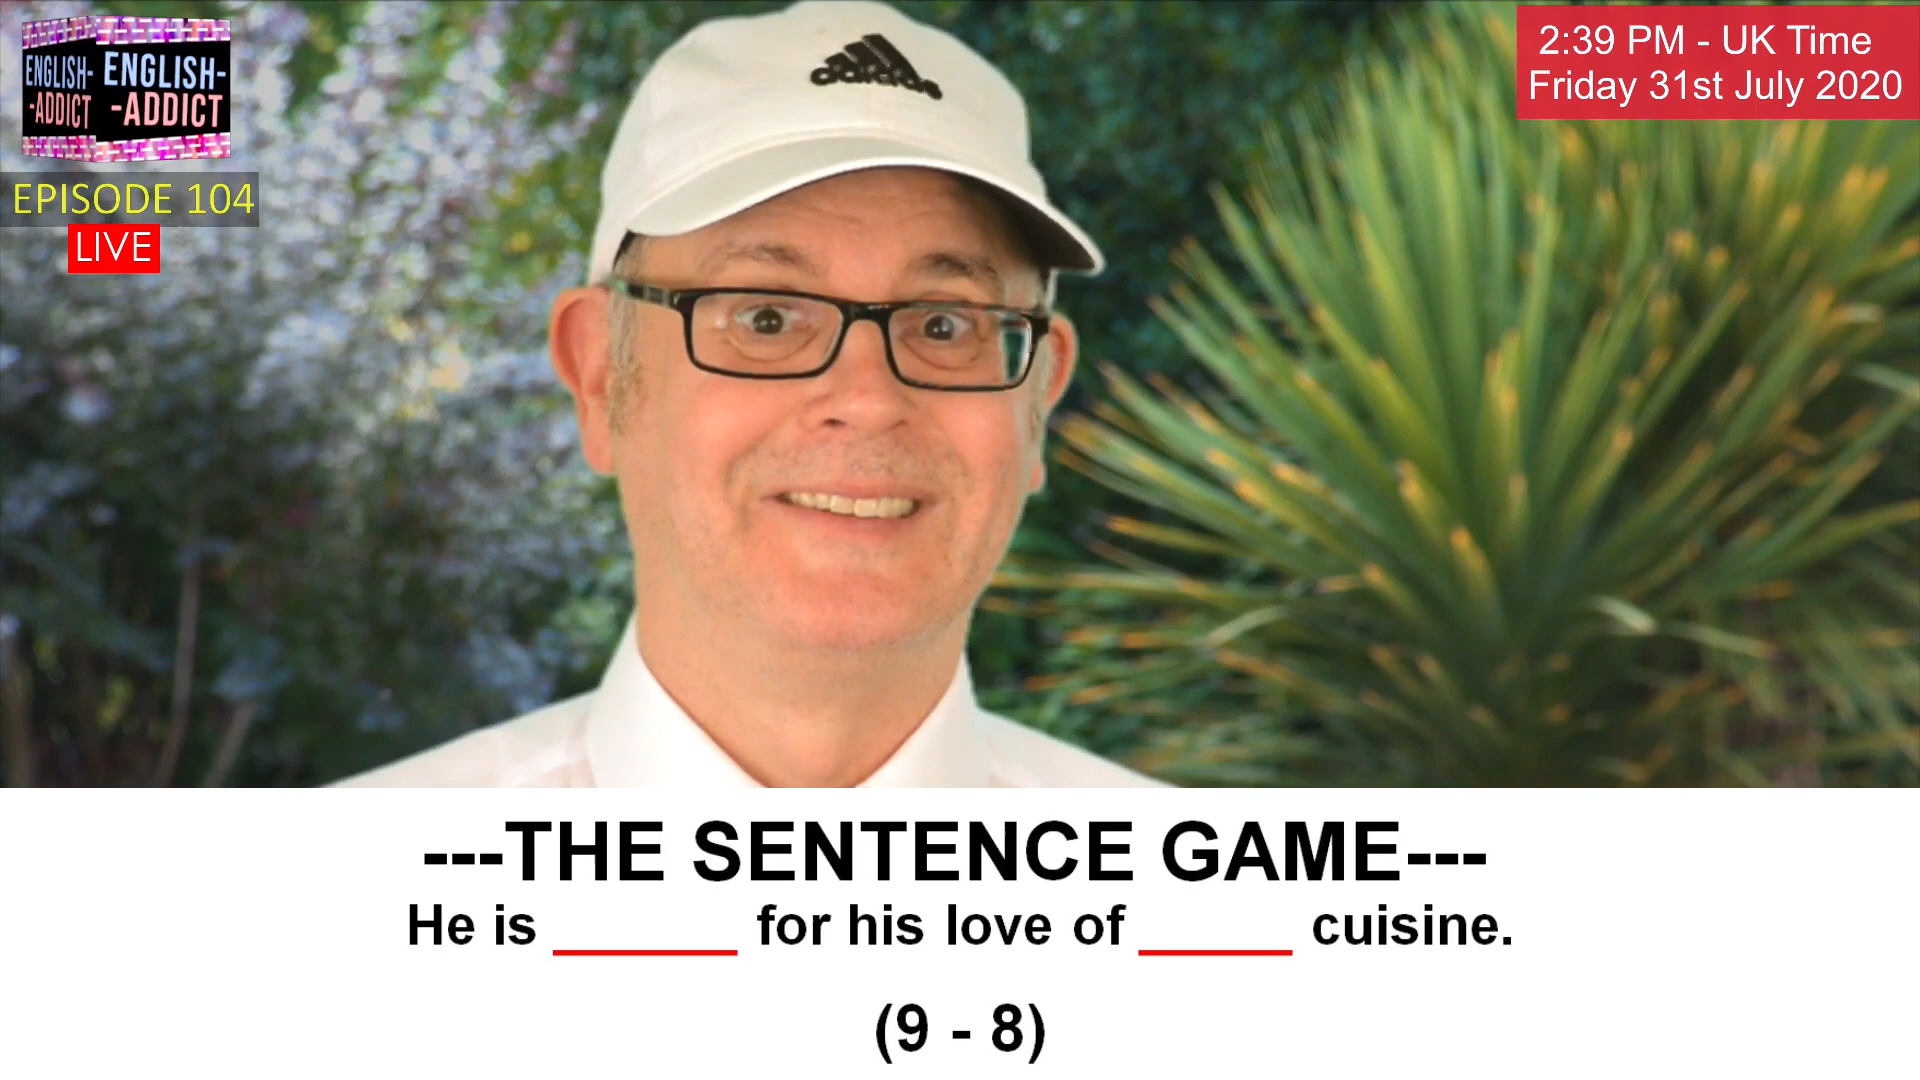 ENGLISH-
-ADDICT
ENGLISH-
-ADDICT
EPISODE 104
LIVE
adidas
2:39 PM - UK Time
Friday 31st July 2020
---THE SENTENCE GAME---
He is ______ for his love of _____ cuisine.
(9 - 8)